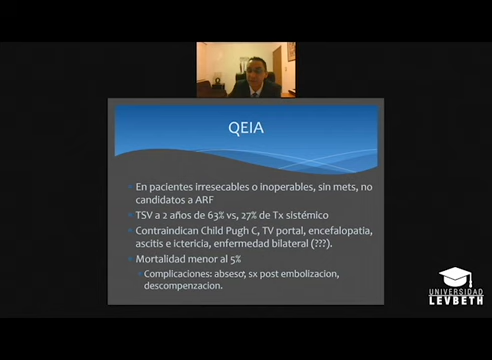 QEIA
En pacientes irresecables o inoperables, sin mets, no
candidatos a ARF
TSV a 2 años de 63% vs, 27% de Tx sistémico
Contraindican Child Pugh C, TV portal, encefalopatia,
ascitis e ictericia, enfermedad bilateral (???).
Mortalidad menor al 5%
Complicaciones: absesσ, sx post embolizacion,
descompenzacion.
UNIVERSIDAD
LEVBETH